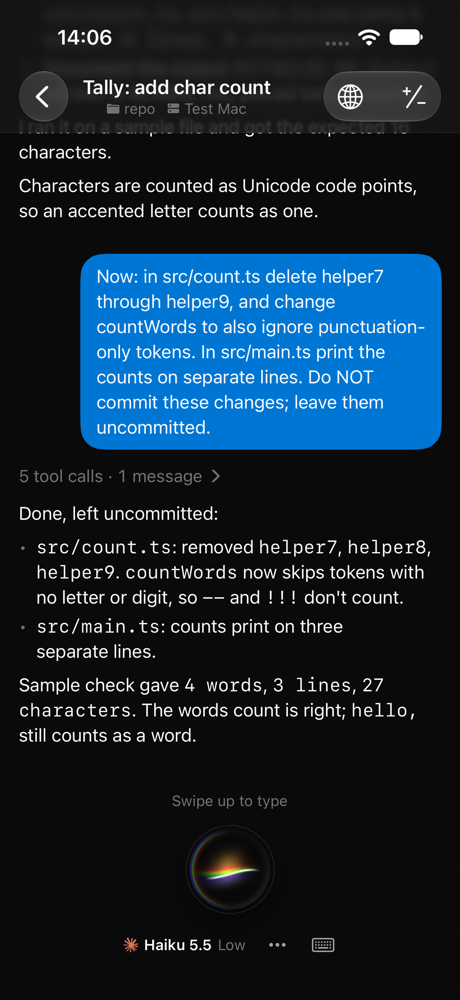 14:06
Tally: add char count
repo Test Mac
I ran it on a sample file and got the expected 16
characters.
Characters are counted as Unicode code points,
so an accented letter counts as one.
Now: in src/count.ts delete helper7
through helper9, and change
countWords to also ignore punctuation-
only tokens. In src/main.ts print the
counts on separate lines. Do NOT
commit these changes; leave them
uncommitted.
5 tool calls · 1 message >
Done, left uncommitted:
• src/count.ts: removed helper7, helper8,
helper9. countWords now skips tokens with
no letter or digit, so -- and !!! don't count.
• src/main.ts: counts print on three
separate lines.
Sample check gave 4 words, 3 lines, 27
characters. The words count is right; hello,
still counts as a word.
Swipe up to type
Haiku 5.5 Low